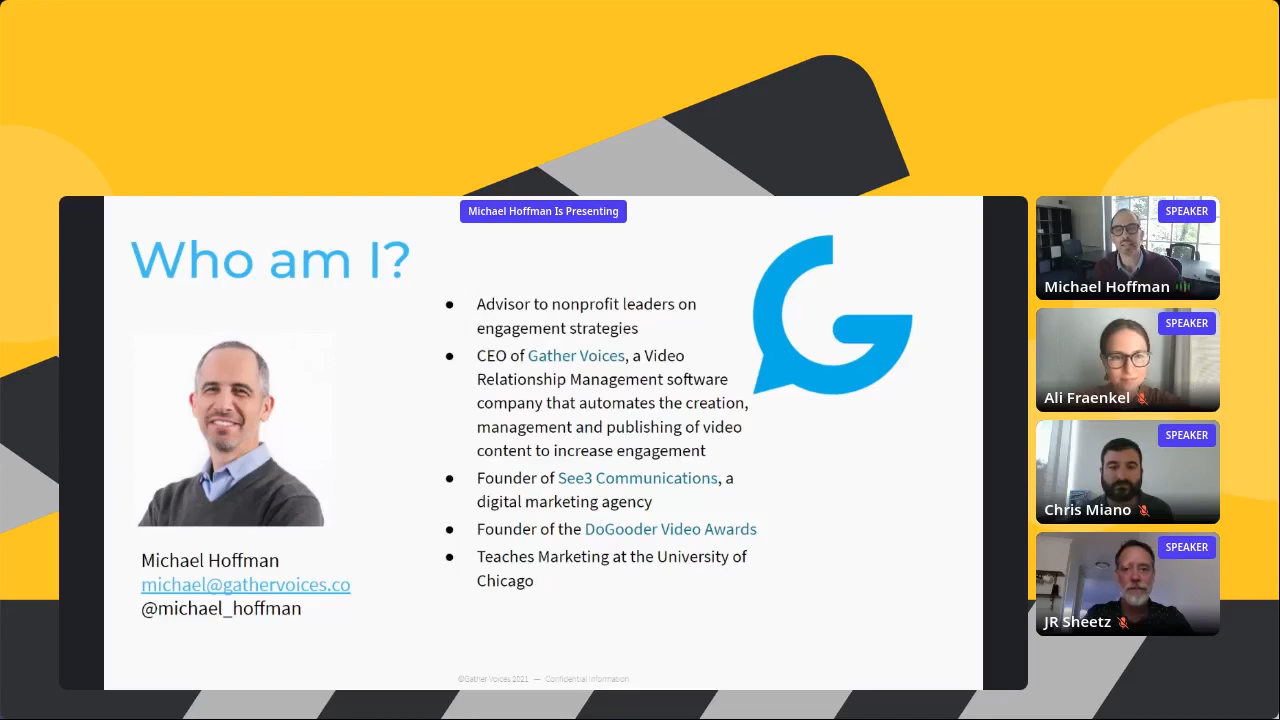 Michael Hoffman Is Presenting
Who am I?
Michael Hoffman
michael@gathervoices.co
@michael_hoffman
● Advisor to nonprofit leaders on
engagement strategies
● CEO of Gather Voices, a Video
Relationship Management software
company that automates the creation,
management and publishing of video
content to increase engagement
● Founder of See3 Communications, a
digital marketing agency
● Founder of the DoGooder Video Awards
● Teaches Marketing at the University of
Chicago
©Gather Voices 2021 — Confidential Information
SPEAKER
Michael Hoffman
SPEAKER
Ali Fraenkel
SPEAKER
Chris Miano
SPEAKER
JR Sheetz